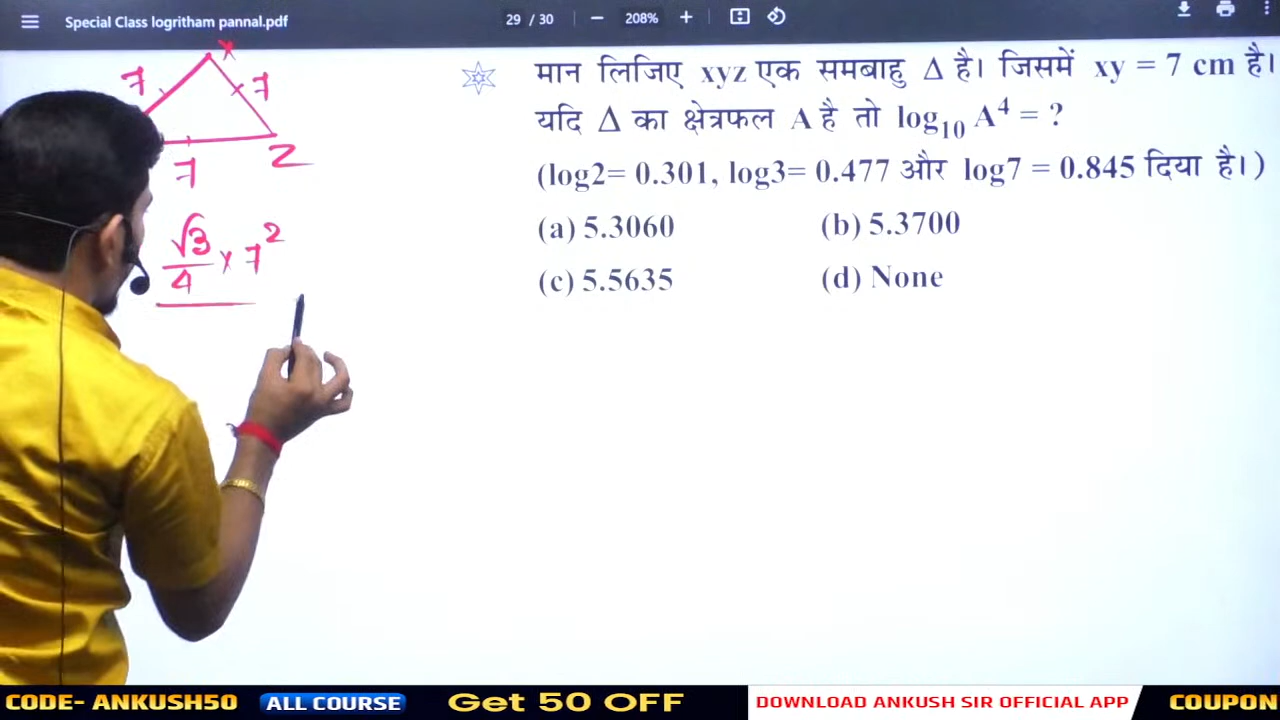 Special Class logritham pannal.pdf
29 / 30
208%
x
7
7
7
Z
√3/4 × 7²
मान लिजिए xyz एक समबाहु Δ है। जिसमें xy = 7 cm है।
यदि Δ का क्षेत्रफल A है तो log₁₀ A⁴ = ?
(log2= 0.301, log3= 0.477 और log7 = 0.845 दिया है।)
(a) 5.3060
(b) 5.3700
(c) 5.5635
(d) None
CODE- ANKUSH50
ALL COURSE
Get 50 OFF
DOWNLOAD ANKUSH SIR OFFICIAL APP
COUPON